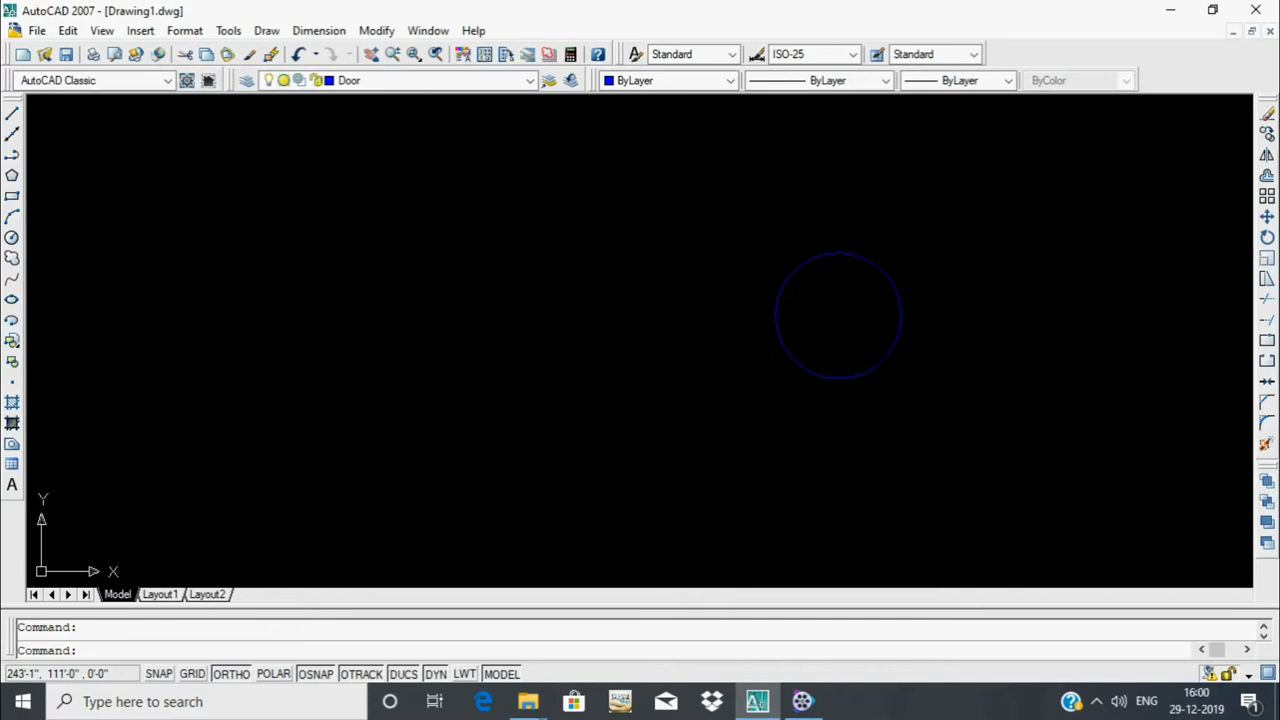 AutoCAD 2007 - [Drawing1.dwg]
File Edit View Insert Format Tools Draw Dimension Modify Window Help
Standard ISO-25 Standard
AutoCAD Classic Door ByLayer ByLayer ByLayer ByColor
Y
X
Model Layout1 Layout2
Command:
Command:
243'-1", 111'-0", 0'-0" SNAP GRID ORTHO POLAR OSNAP OTRACK DUCS DYN LWT MODEL
Type here to search ENG 16:00
29-12-2019